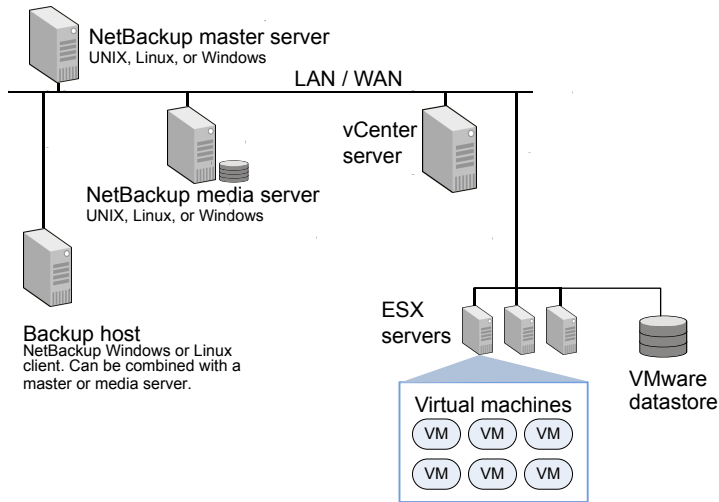 NetBackup master server
UNIX, Linux, or Windows
LAN / WAN
vCenter
server
NetBackup media server
UNIX, Linux, or Windows
Backup host
NetBackup Windows or Linux
client. Can be combined with a
master or media server.
ESX
servers
VMware
datastore
Virtual machines
VM VM VM
VM VM VM